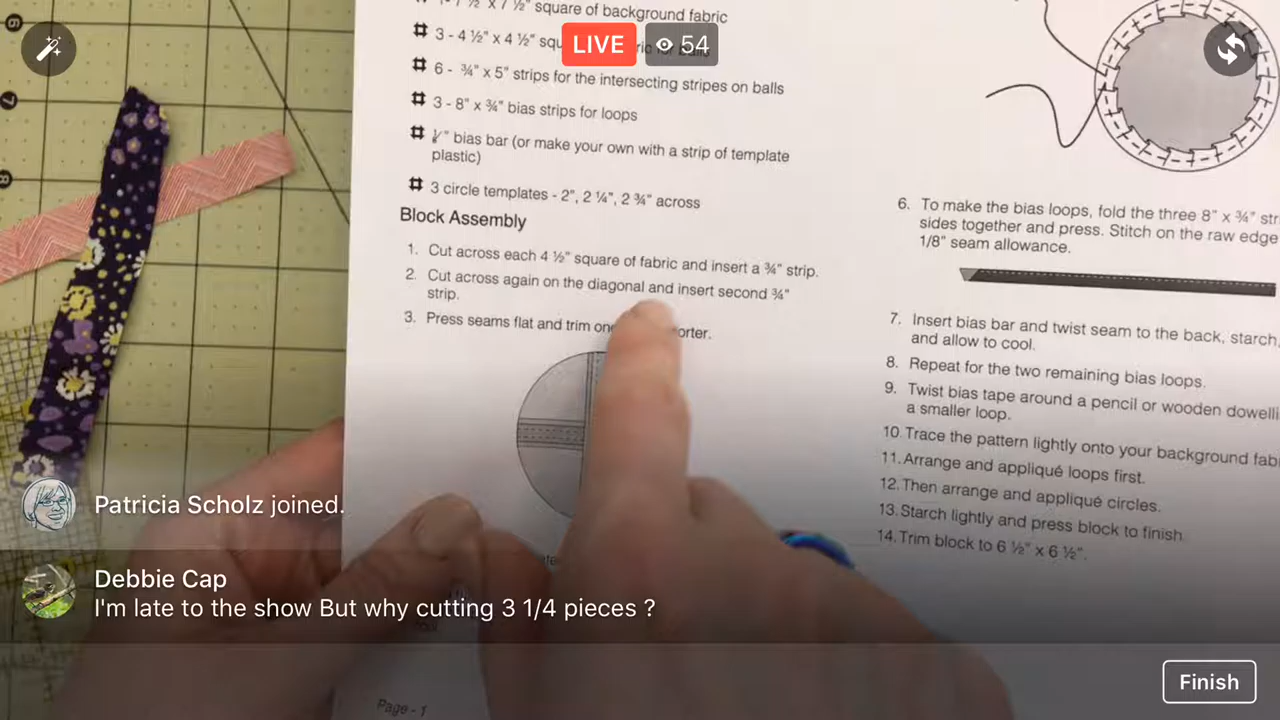 LIVE 54
7 ½" square of background fabric
# 3 - 4 ½" x 4 ½"
# 6 - ¾" x 5" strips for the intersecting stripes on balls
# 3 - 8" x ¾" bias strips for loops
# bias bar (or make your own with a strip of template
plastic)
# 3 circle templates - 2", 2 ¼", 2 ¾" across
Block Assembly
1. Cut across each 4 ½" square of fabric and insert a ¾" strip.
2. Cut across again on the diagonal and insert second ¾"
strip.
3. Press seams flat and trim
6. To make the bias loops, fold the three 8" x ¾"
sides together and press. Stitch on the raw edge
1/8" seam allowance.
7. Insert bias bar and twist seam to the back, starch,
and allow to cool.
8. Repeat for the two remaining bias loops.
9. Twist bias tape around a pencil or wooden
a smaller loop.
10. Trace the pattern lightly onto your background
11. Arrange and appliqué loops first.
12. Then arrange and appliqué circles.
13. Starch lightly and press block to finish.
14. Trim block to 6 ½" x 6 ½".
Page - 1
6
7
8
Patricia Scholz joined.
Debbie Cap
I'm late to the show But why cutting 3 1/4 pieces ?
Finish